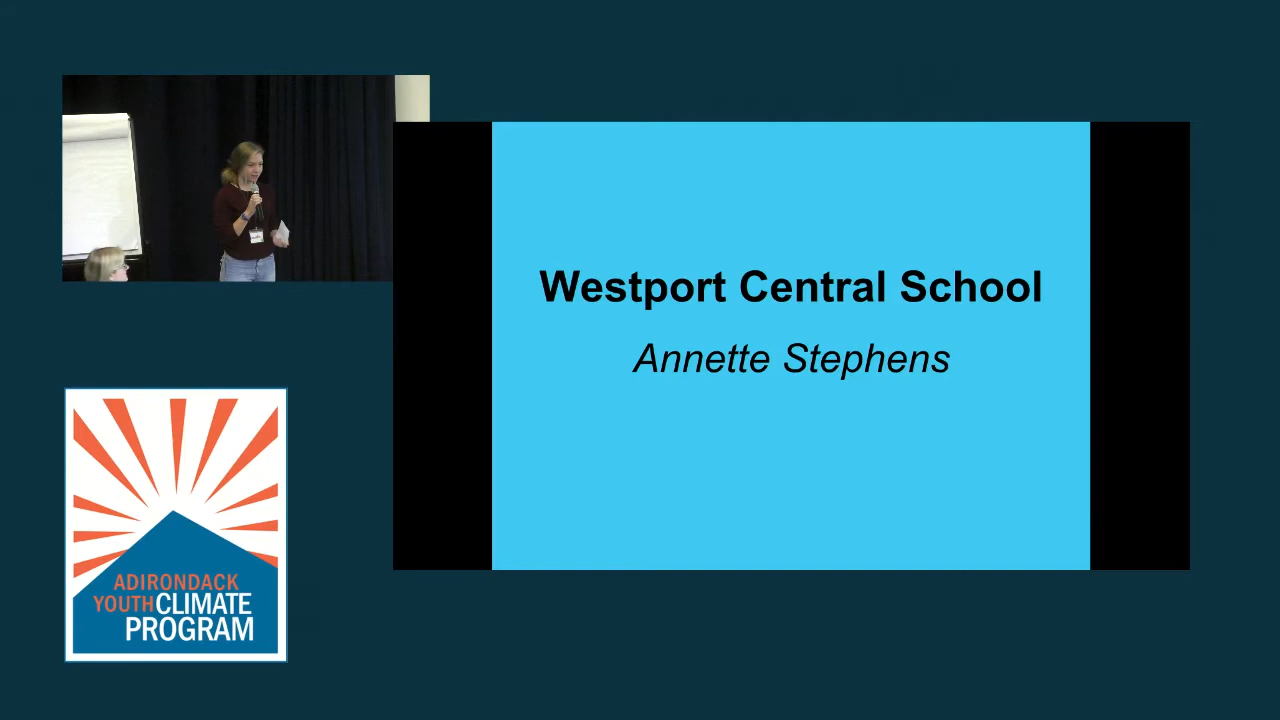 Westport Central School
Annette Stephens
ADIRONDACK
YOUTH CLIMATE
PROGRAM